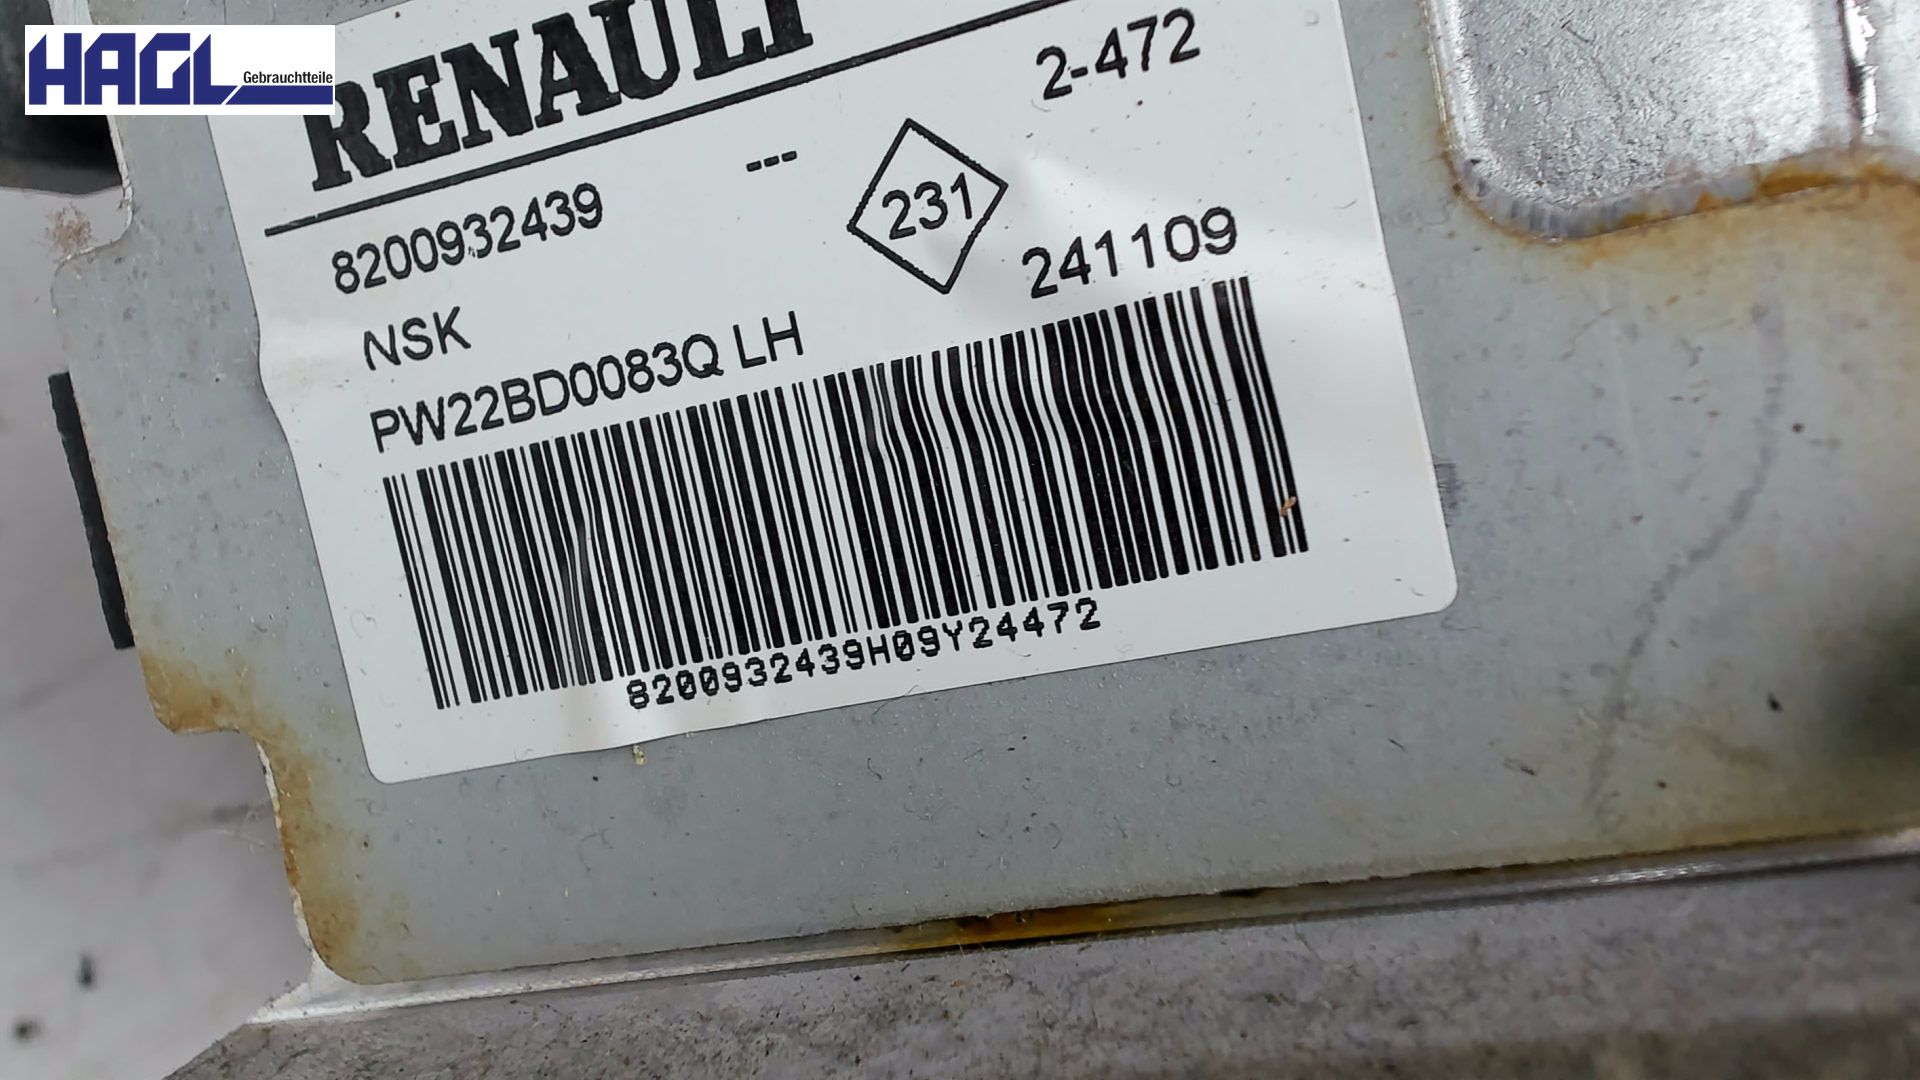 HAGL Gebrauchtteile
RENAULT
2-472
8200932439
---
231
241109
NSK
PW22BD0083Q LH
8200932439H09Y24472